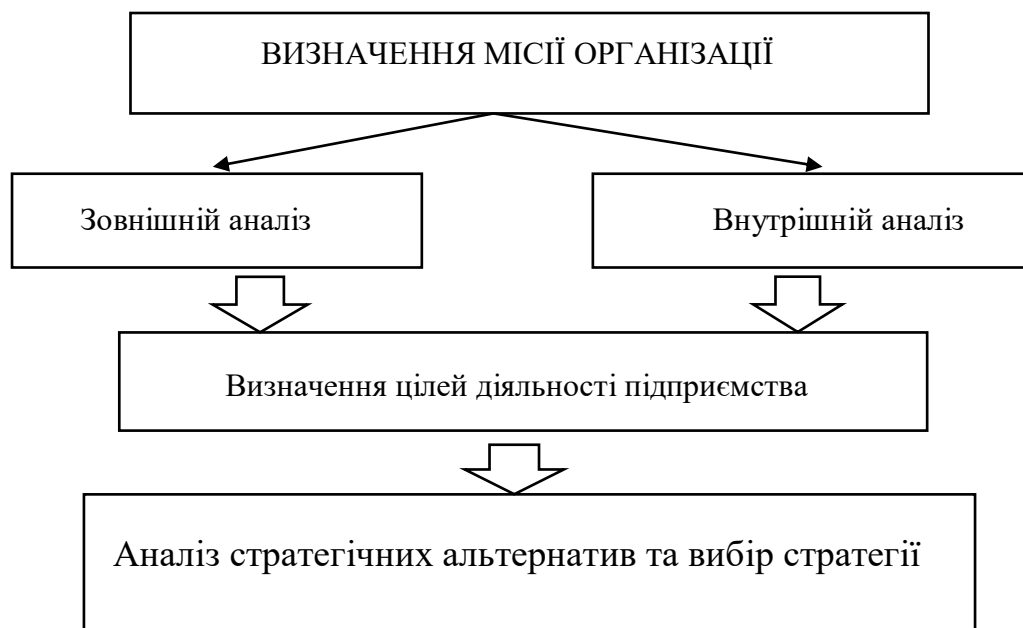 ВИЗНАЧЕННЯ МІСІЇ ОРГАНІЗАЦІЇ
Зовнішній аналіз
Внутрішній аналіз
Визначення цілей діяльності підприємства
Аналіз стратегічних альтернатив та вибір стратегії